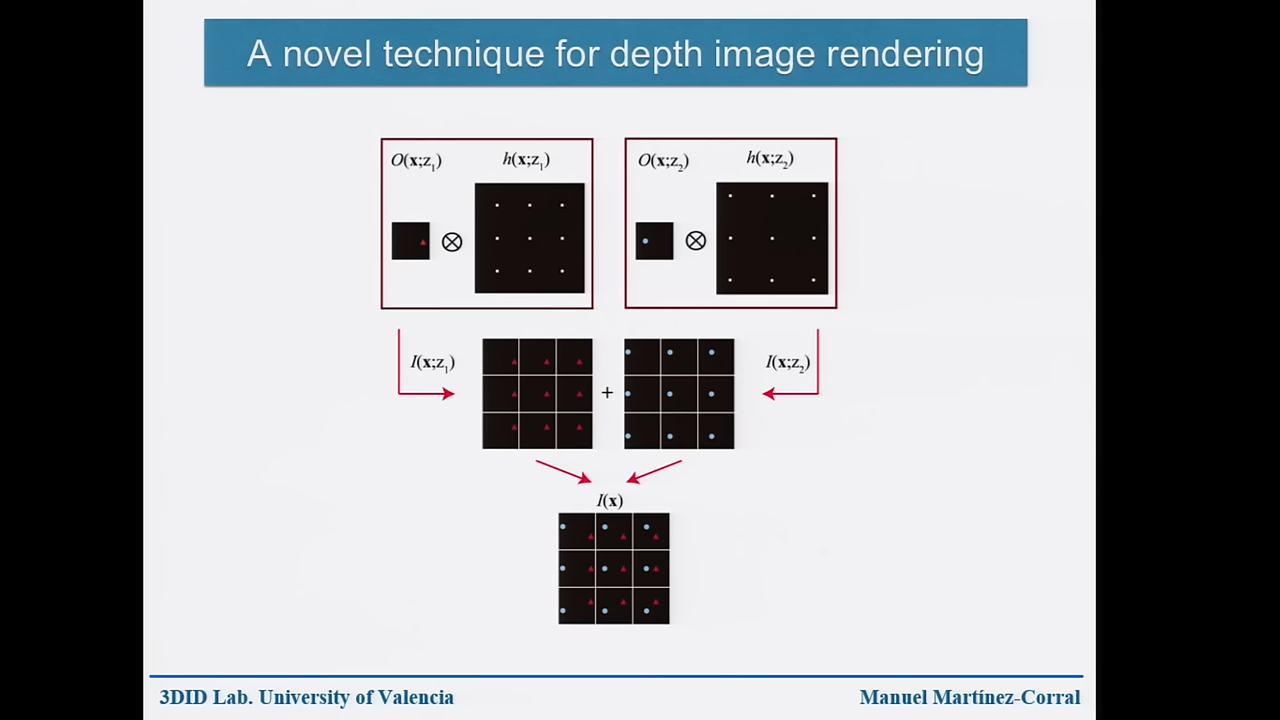 A novel technique for depth image rendering
O(x;z₁) h(x;z₁)
O(x;z₂) h(x;z₂)
⊗
⊗
I(x;z₁)
+
I(x;z₂)
I(x)
3DID Lab. University of Valencia
Manuel Martínez-Corral